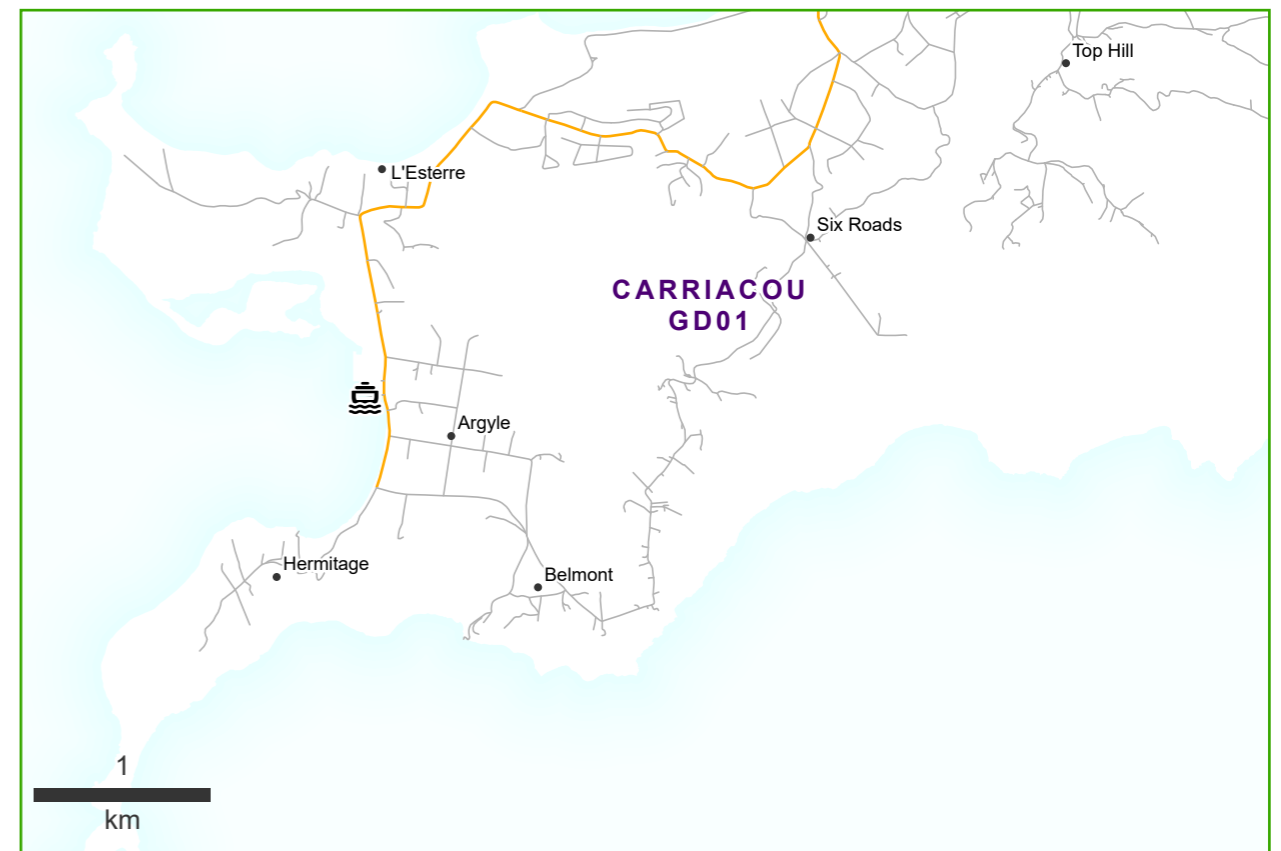 Top Hill
L'Esterre
Six Roads
CARRIACOU
GD01
Argyle
Hermitage
Belmont
1
km